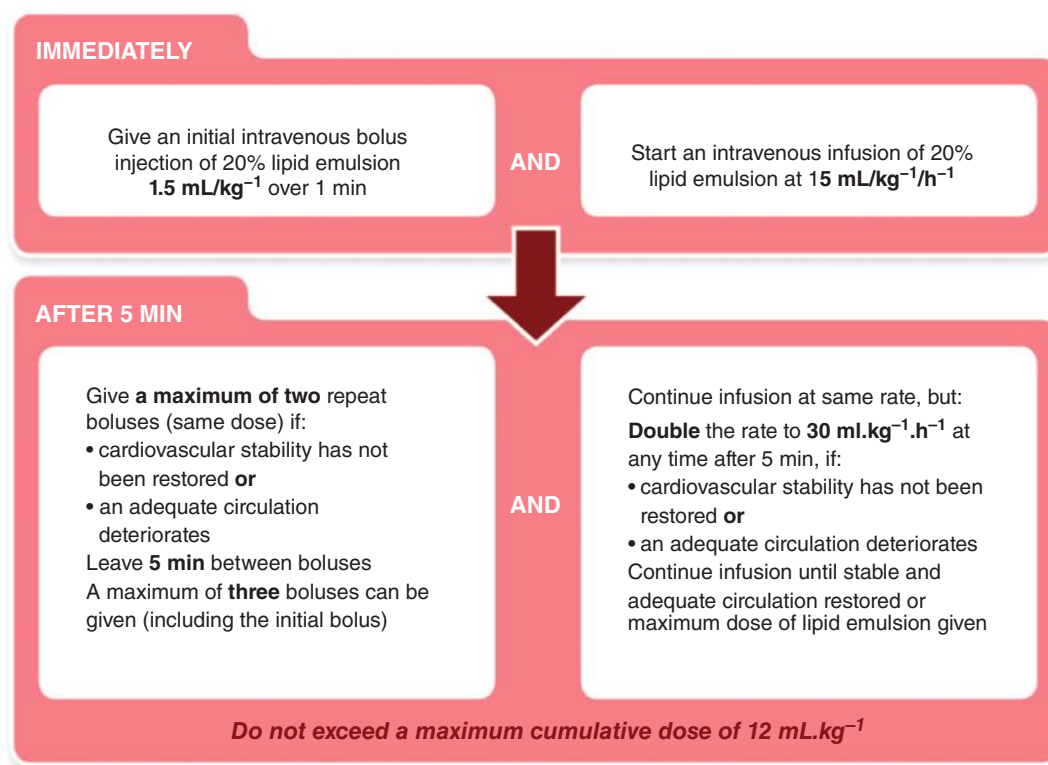 IMMEDIATELY
Give an initial intravenous bolus
injection of 20% lipid emulsion
1.5 mL/kg⁻¹ over 1 min
AND
Start an intravenous infusion of 20%
lipid emulsion at 15 mL/kg⁻¹/h⁻¹
AFTER 5 MIN
Give a maximum of two repeat
boluses (same dose) if:
• cardiovascular stability has not
been restored or
• an adequate circulation
deteriorates
Leave 5 min between boluses
A maximum of three boluses can be
given (including the initial bolus)
AND
Continue infusion at same rate, but:
Double the rate to 30 ml.kg⁻¹.h⁻¹ at
any time after 5 min, if:
• cardiovascular stability has not been
restored or
• an adequate circulation deteriorates
Continue infusion until stable and
adequate circulation restored or
maximum dose of lipid emulsion given
Do not exceed a maximum cumulative dose of 12 mL.kg⁻¹